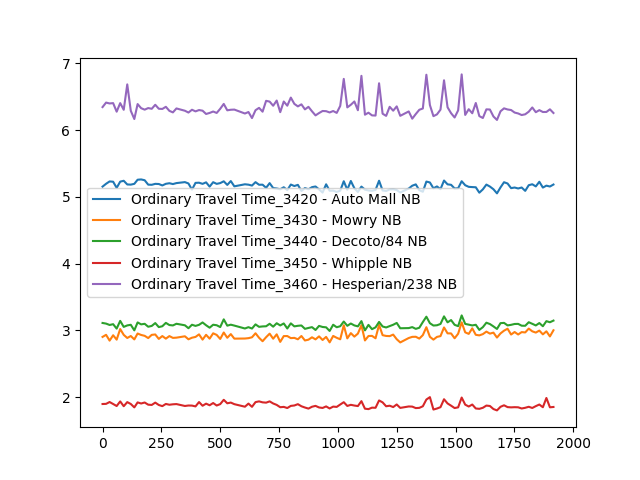 7
6
5
4
3
2
Ordinary Travel Time_3420 - Auto Mall NB
Ordinary Travel Time_3430 - Mowry NB
Ordinary Travel Time_3440 - Decoto/84 NB
Ordinary Travel Time_3450 - Whipple NB
Ordinary Travel Time_3460 - Hesperian/238 NB
0 250 500 750 1000 1250 1500 1750 2000